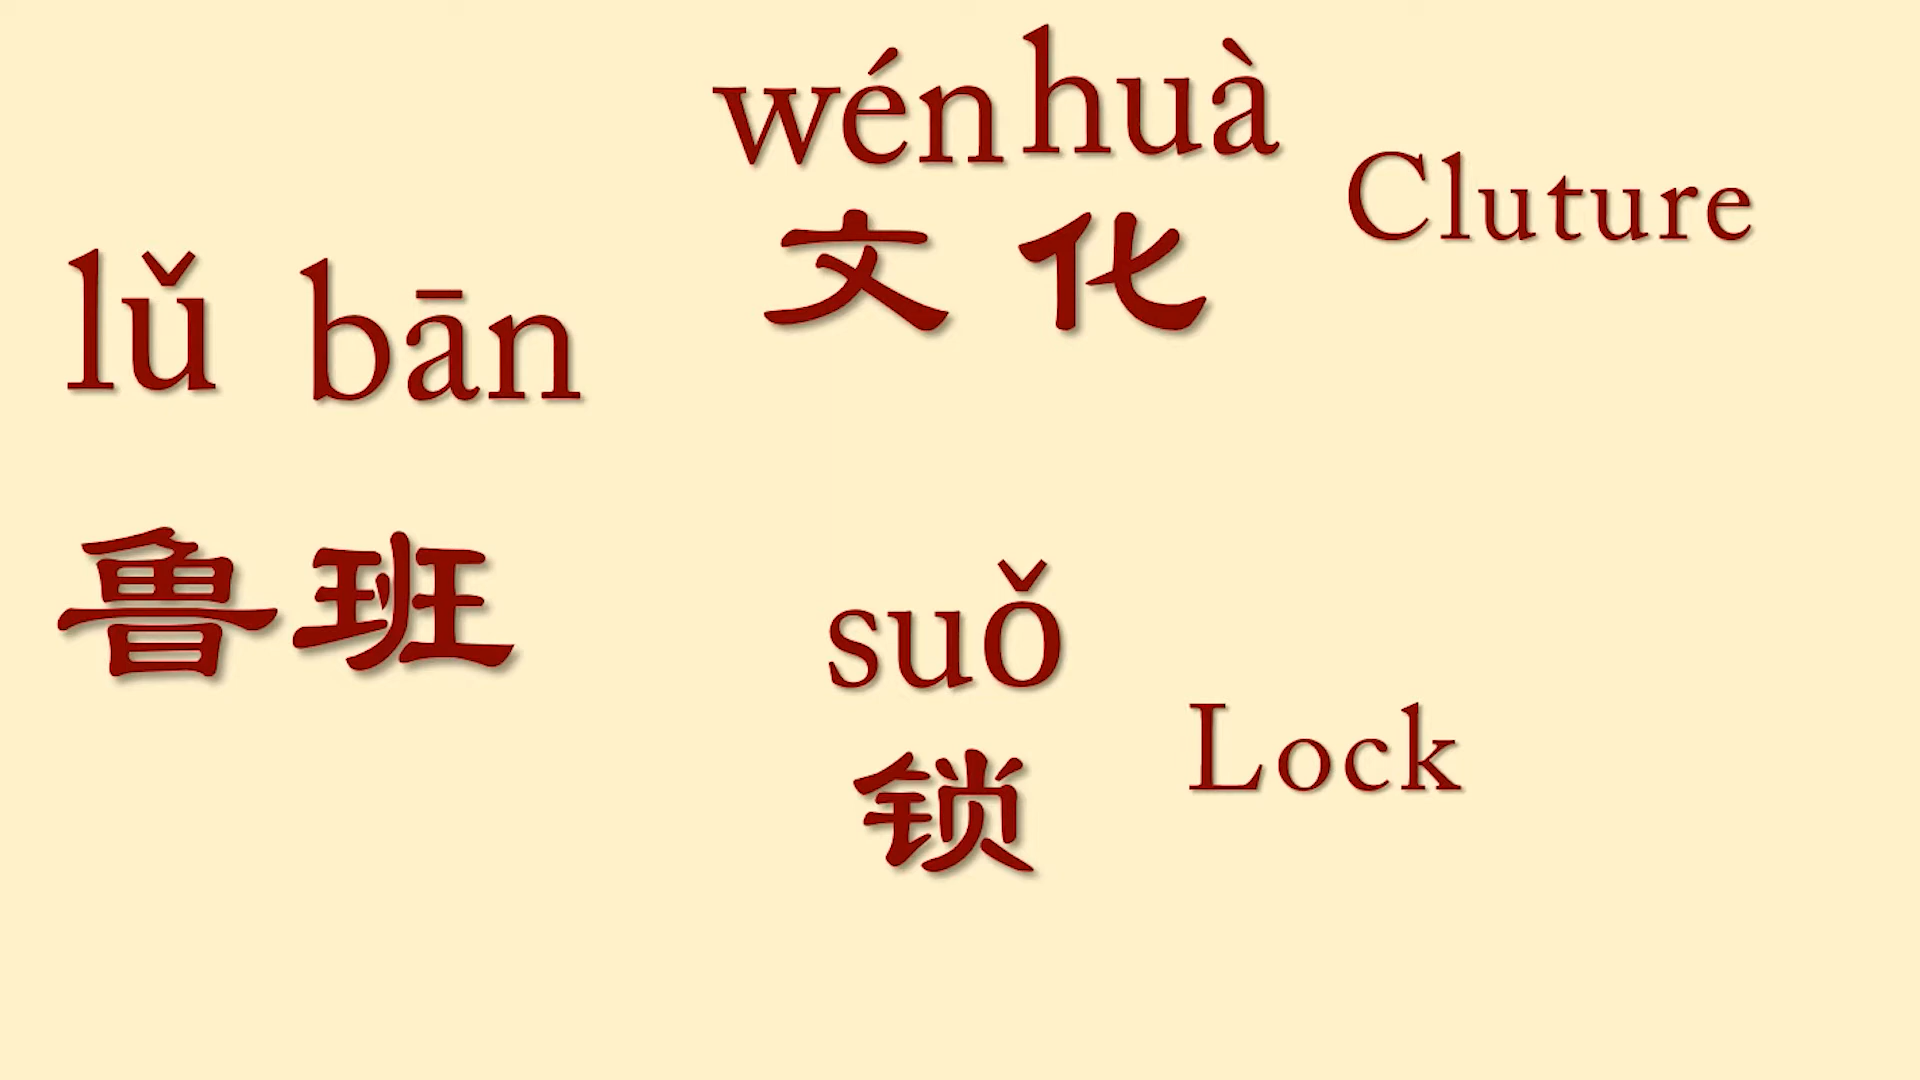 lǔ bān
鲁班
wénhuà
文化
Cluture
suǒ
锁
Lock